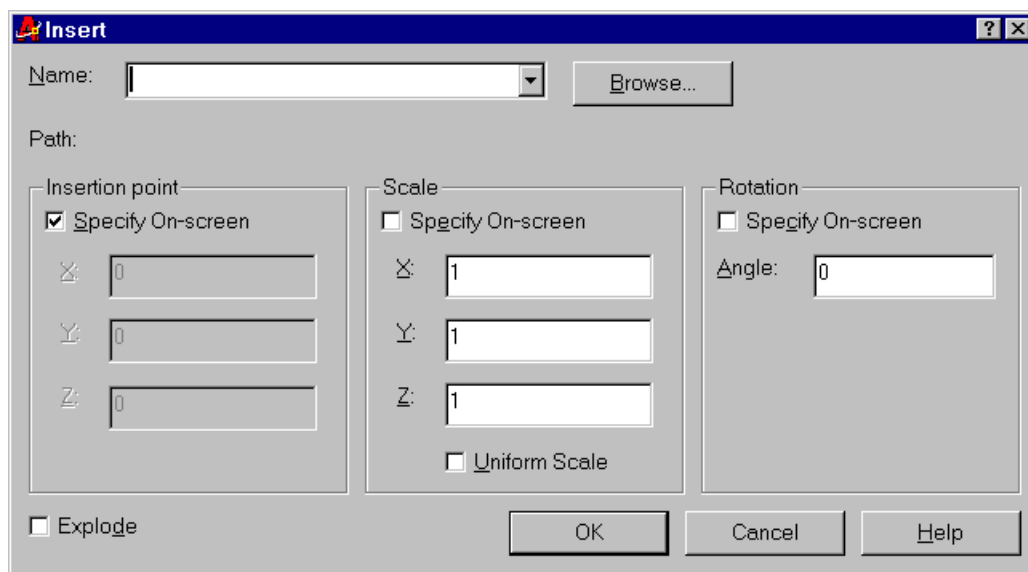 Insert
Name: Browse...
Path:
Insertion point
Specify On-screen
X: 0
Y: 0
Z: 0
Scale
Specify On-screen
X: 1
Y: 1
Z: 1
Uniform Scale
Rotation
Specify On-screen
Angle: 0
Explode
OK Cancel Help